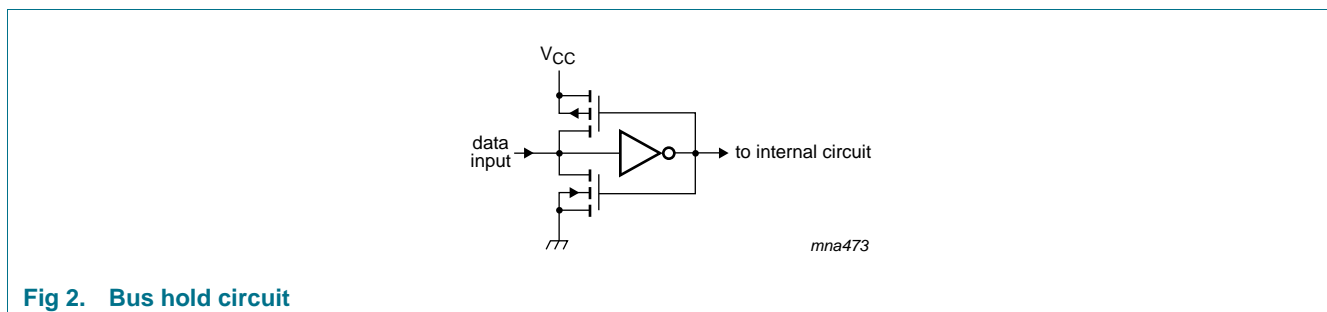 VCC
data
input
to internal circuit
mna473
Fig 2. Bus hold circuit